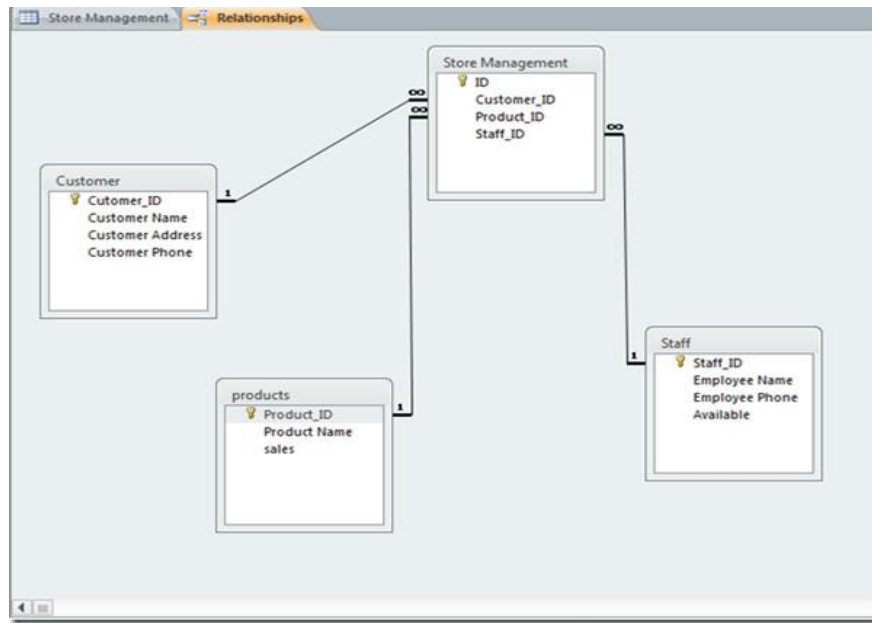 Store Management Relationships
Store Management
ID
Customer_ID
Product_ID
Staff_ID
∞
∞
∞
Customer
Cutomer_ID
Customer Name
Customer Address
Customer Phone
1
products
Product_ID
Product Name
sales
1
Staff
Staff_ID
Employee Name
Employee Phone
Available
1